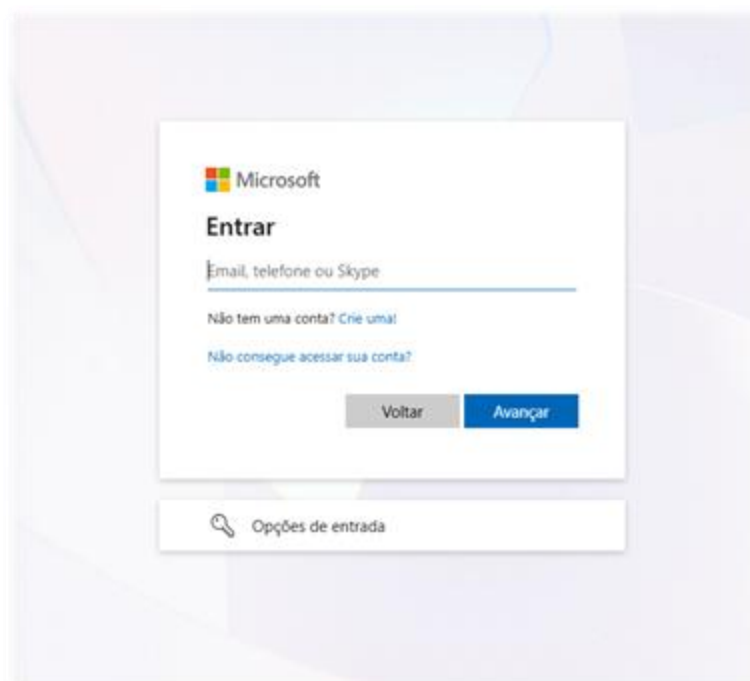 Microsoft
Entrar
Email, telefone ou Skype
Não tem uma conta? Crie uma!
Não consegue acessar sua conta?
Voltar Avançar
Opções de entrada